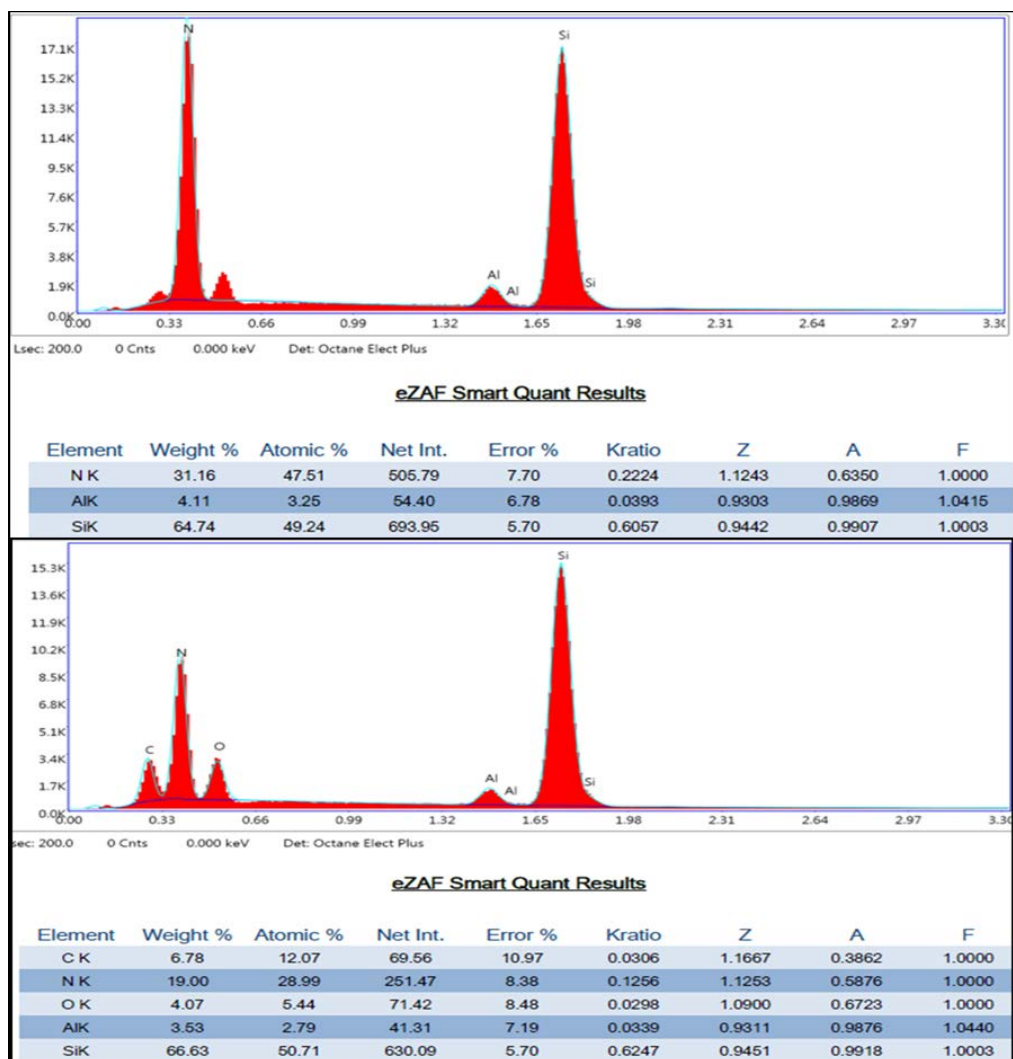 N
Si
17.1K
15.2K
13.3K
11.4K
9.5K
7.6K
5.7K
3.8K
1.9K
0.0K
Al
Al
Si
0.00 0.33 0.66 0.99 1.32 1.65 1.98 2.31 2.64 2.97 3.30
Lsec: 200.0 0 Cnts 0.000 keV Det: Octane Elect Plus
eZAF Smart Quant Results
Element Weight % Atomic % Net Int. Error % Kratio Z A F
N K 31.16 47.51 505.79 7.70 0.2224 1.1243 0.6350 1.0000
AlK 4.11 3.25 54.40 6.78 0.0393 0.9303 0.9869 1.0415
SiK 64.74 49.24 693.95 5.70 0.6057 0.9442 0.9907 1.0003
Si
15.3K
13.6K
11.9K
10.2K
8.5K
6.8K
5.1K
3.4K
1.7K
0.0K
N
C
O
Al
Al
Si
0.00 0.33 0.66 0.99 1.32 1.65 1.98 2.31 2.64 2.97 3.30
sec: 200.0 0 Cnts 0.000 keV Det: Octane Elect Plus
eZAF Smart Quant Results
Element Weight % Atomic % Net Int. Error % Kratio Z A F
C K 6.78 12.07 69.56 10.97 0.0306 1.1667 0.3862 1.0000
N K 19.00 28.99 251.47 8.38 0.1256 1.1253 0.5876 1.0000
O K 4.07 5.44 71.42 8.48 0.0298 1.0900 0.6723 1.0000
AlK 3.53 2.79 41.31 7.19 0.0339 0.9311 0.9876 1.0440
SiK 66.63 50.71 630.09 5.70 0.6247 0.9451 0.9918 1.0003